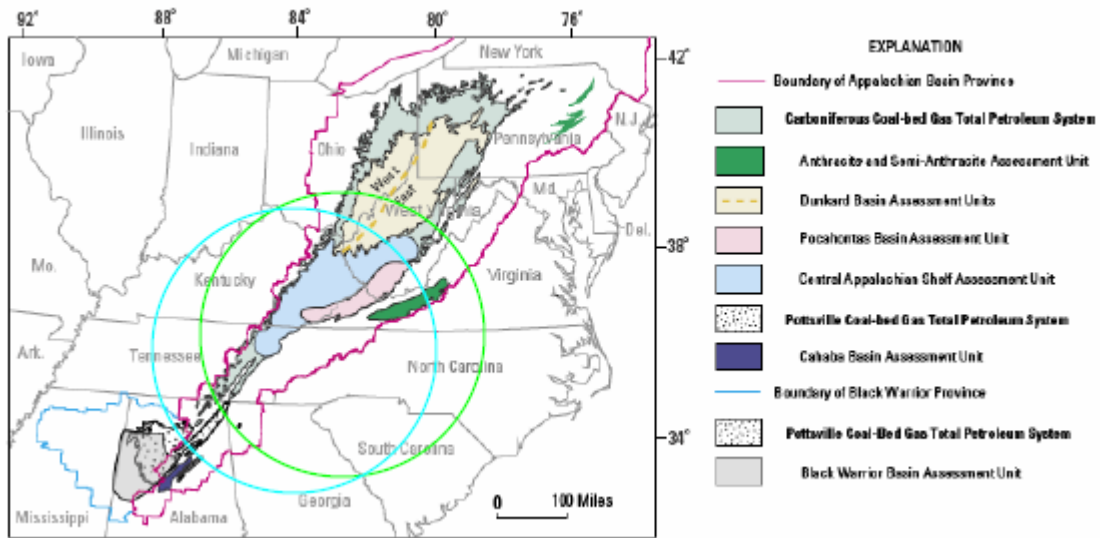 92° 88° 84° 80° 76°
Iowa Michigan New York 42°
Illinois Indiana Ohio Pennsylvania N.J.
West East
West Virginia Md. Del.
38°
Mo. Kentucky Virginia
Ark. Tennessee North Carolina
South Carolina 34°
Mississippi Alabama Georgia
0 100 Miles
EXPLANATION
Boundary of Appalachian Basin Province
Carboniferous Coal-bed Gas Total Petroleum System
Anthracite and Semi-Anthracite Assessment Unit
Dunkard Basin Assessment Units
Pocahontas Basin Assessment Unit
Central Appalachian Shelf Assessment Unit
Pottsville Coal-bed Gas Total Petroleum System
Cahaba Basin Assessment Unit
Boundary of Black Warrior Province
Pottsville Coal-Bed Gas Total Petroleum System
Black Warrior Basin Assessment Unit